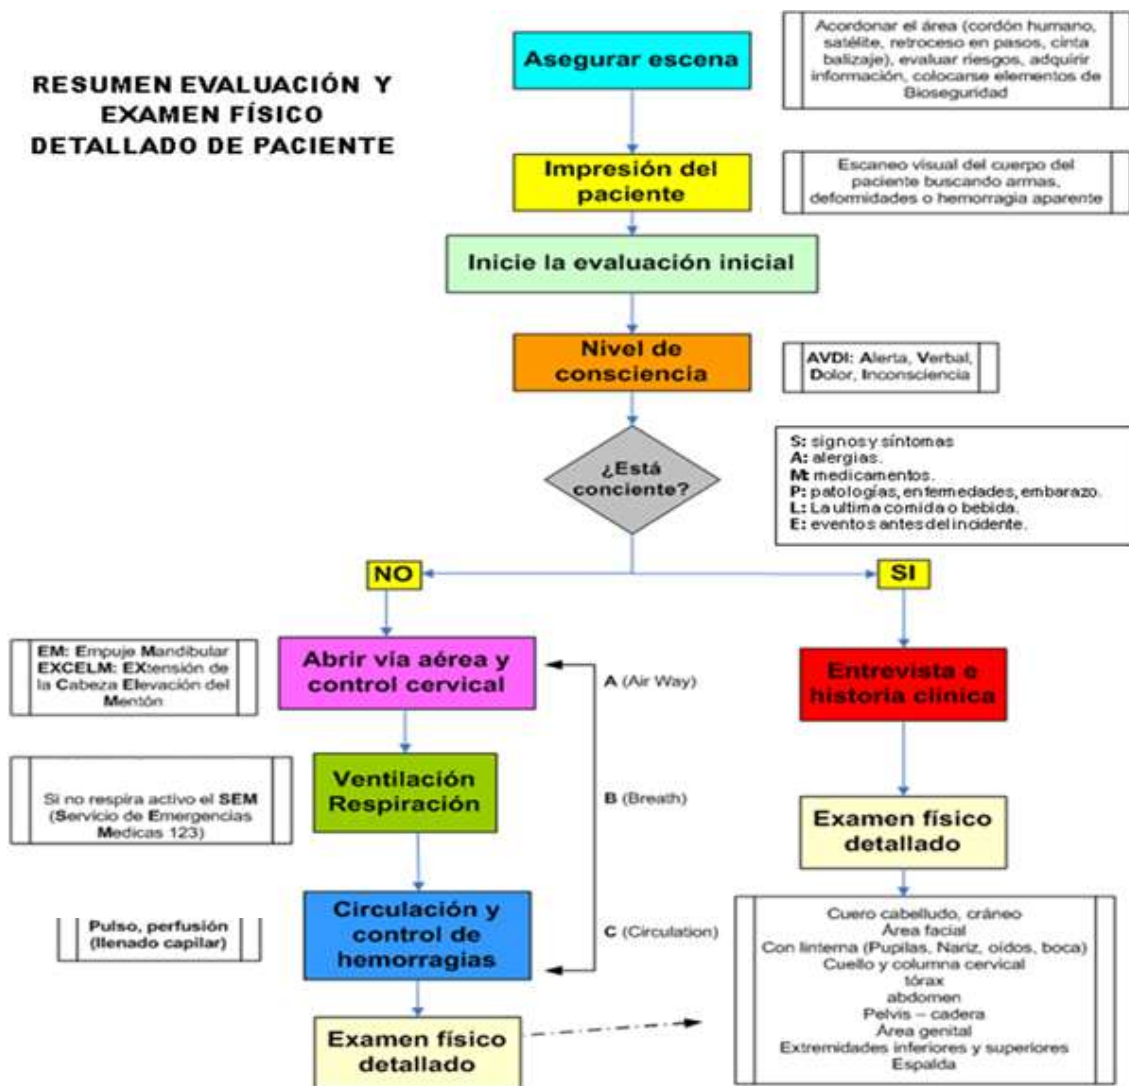 RESUMEN EVALUACIÓN Y
EXAMEN FÍSICO
DETALLADO DE PACIENTE
Asegurar escena
Acordonar el área (cordón humano,
satélite, retroceso en pasos, cinta
balizaje), evaluar riesgos, adquirir
información, colocarse elementos de
Bioseguridad
Impresión del
paciente
Escaneo visual del cuerpo del
paciente buscando armas,
deformidades o hemorragia aparente
Inicie la evaluación inicial
Nivel de
consciencia
AVDI: Alerta, Verbal,
Dolor, Inconsciencia
¿Está
conciente?
S: signos y síntomas
A: alergias.
M: medicamentos.
P: patologías, enfermedades, embarazo.
L: La ultima comida o bebida.
E: eventos antes del incidente.
NO
SI
EM: Empuje Mandibular
EXCELM: EXtensión de
la Cabeza ELevación del
Mentón
Abrir vía aérea y
control cervical
A (Air Way)
Entrevista e
historia clínica
Si no respira activo el SEM
(Servicio de Emergencias
Medicas 123)
Ventilación
Respiración
B (Breath)
Examen físico
detallado
Pulso, perfusión
(llenado capilar)
Circulación y
control de
hemorragias
C (Circulation)
Cuero cabelludo, cráneo
Área facial
Con linterna (Pupilas, Nariz, oídos, boca)
Cuello y columna cervical
tórax
abdomen
Pelvis – cadera
Área genital
Extremidades inferiores y superiores
Espalda
Examen físico
detallado